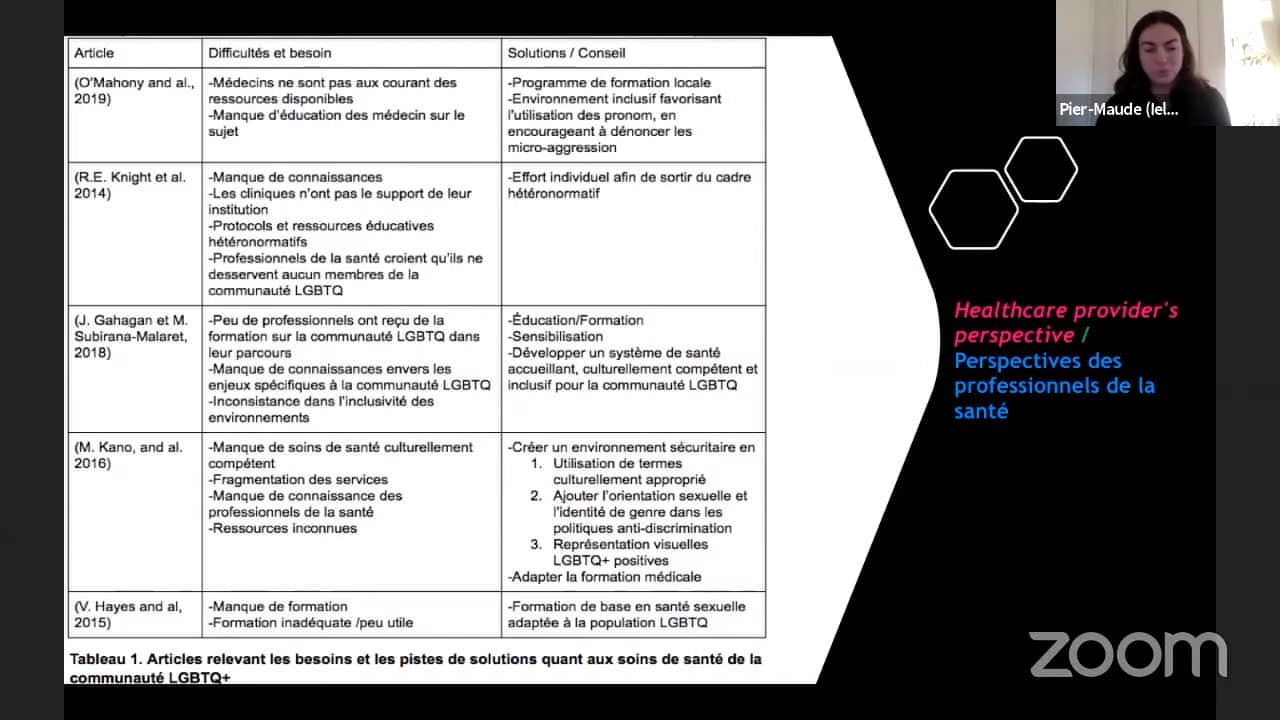 Article
Difficultés et besoin
Solutions / Conseil
(O'Mahony and al.,
2019)
-Médecins ne sont pas aux courant des
ressources disponibles
-Manque d'éducation des médecin sur le
sujet
-Programme de formation locale
-Environnement inclusif favorisant
l'utilisation des pronom, en
encourageant à dénoncer les
micro-aggression
(R.E. Knight et al.
2014)
-Manque de connaissances
-Les cliniques n'ont pas le support de leur
institution
-Protocols et ressources éducatives
hétéronormatifs
-Professionnels de la santé croient qu'ils ne
desservent aucun membres de la
communauté LGBTQ
-Effort individuel afin de sortir du cadre
hétéronormatif
(J. Gahagan et M.
Subirana-Malaret,
2018)
-Peu de professionnels ont reçu de la
formation sur la communauté LGBTQ dans
leur parcours
-Manque de connaissances envers les
enjeux spécifiques à la communauté LGBTQ
-Inconsistance dans l'inclusivité des
environnements
-Éducation/Formation
-Sensibilisation
-Développer un système de santé
accueillant, culturellement compétent et
inclusif pour la communauté LGBTQ
(M. Kano, and al.
2016)
-Manque de soins de santé culturellement
compétent
-Fragmentation des services
-Manque de connaissance des
professionnels de la santé
-Ressources inconnues
-Créer un environnement sécuritaire en
1. Utilisation de termes
culturellement approprié
2. Ajouter l'orientation sexuelle et
l'identité de genre dans les
politiques anti-discrimination
3. Représentation visuelles
LGBTQ+ positives
-Adapter la formation médicale
(V. Hayes and al,
2015)
-Manque de formation
-Formation inadéquate /peu utile
-Formation de base en santé sexuelle
adaptée à la population LGBTQ
Tableau 1. Articles relevant les besoins et les pistes de solutions quant aux soins de santé de la
communauté LGBTQ+
Pier-Maude (Iel...
Healthcare provider's
perspective /
Perspectives des
professionnels de la
santé
zoom